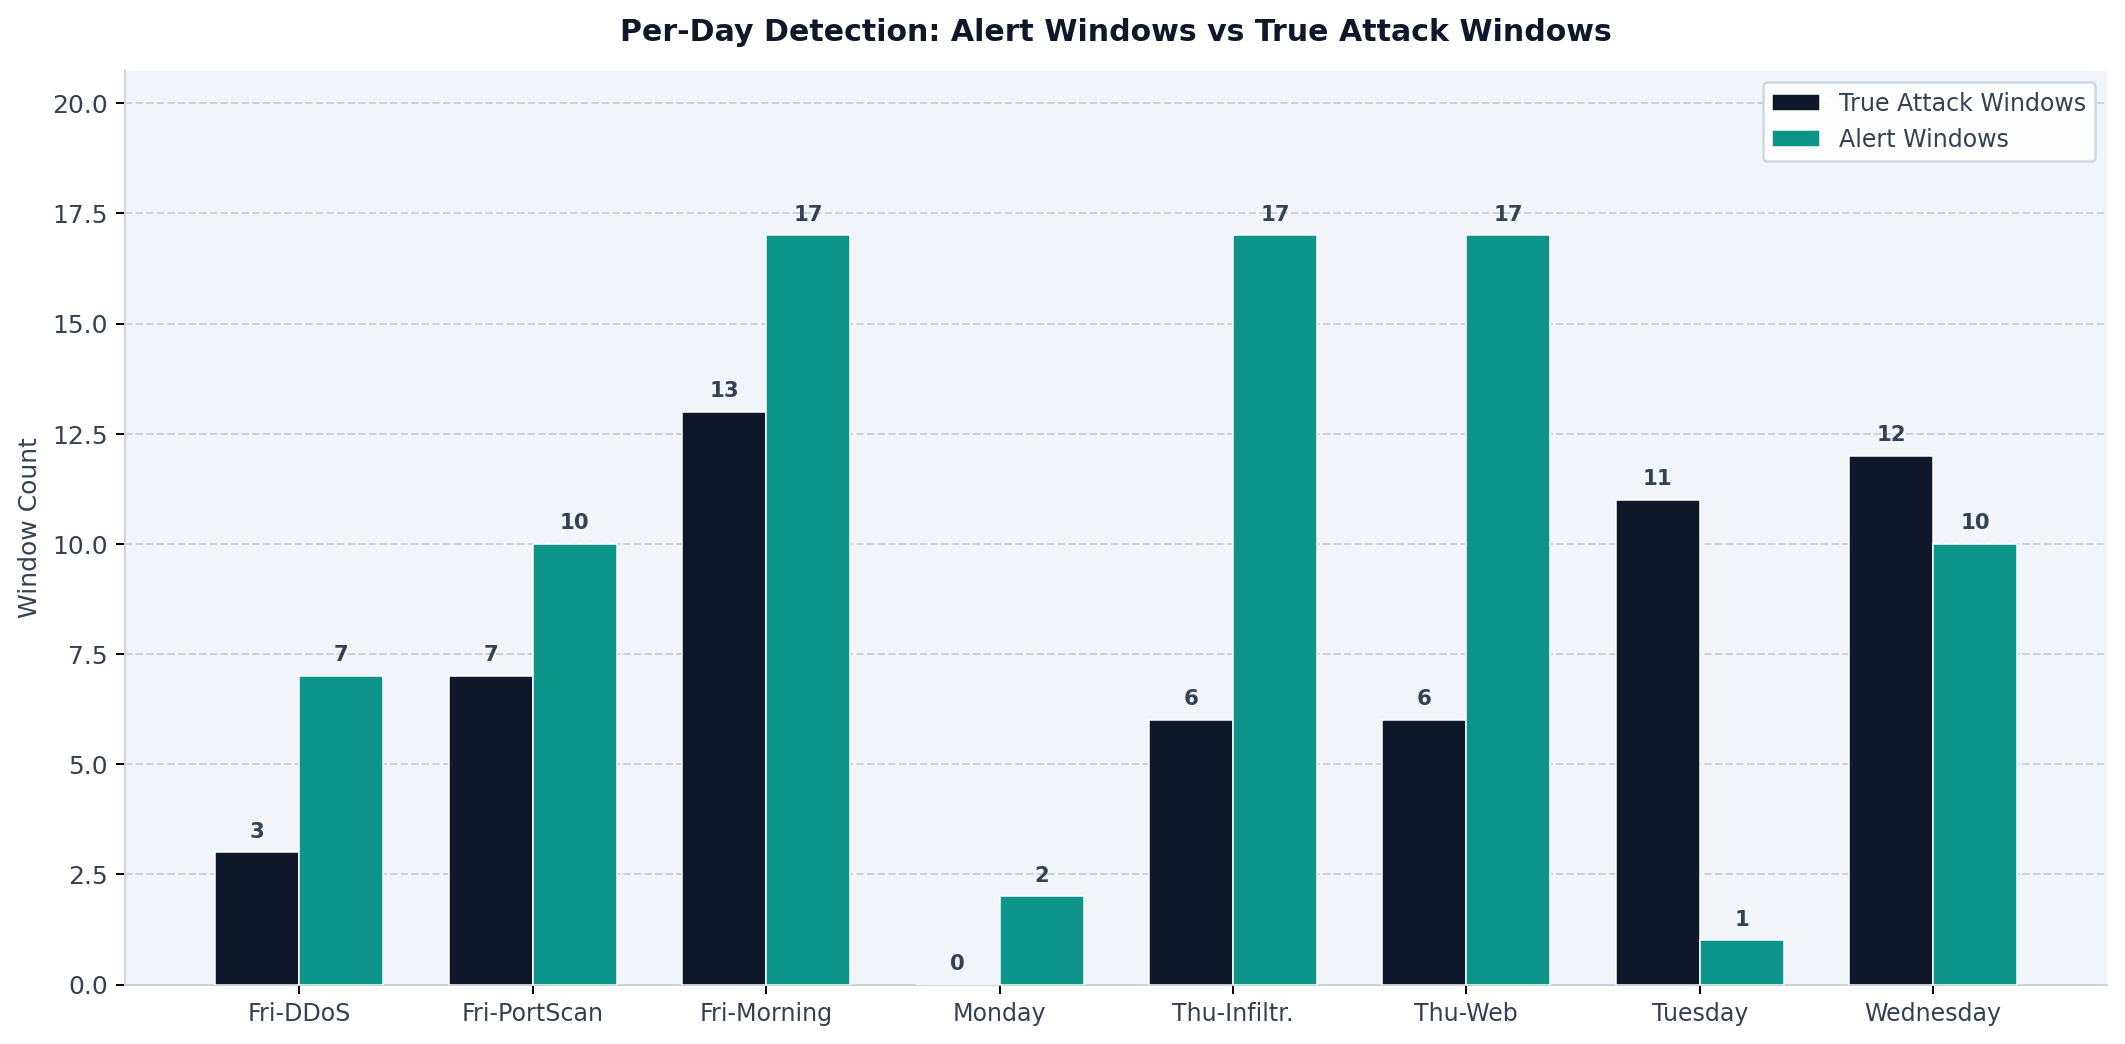 Per-Day Detection: Alert Windows vs True Attack Windows
True Attack Windows
Alert Windows
Window Count
20.0
17.5
15.0
12.5
10.0
7.5
5.0
2.5
0.0
3
7
7
10
13
17
0
2
6
17
6
17
11
1
12
10
Fri-DDoS
Fri-PortScan
Fri-Morning
Monday
Thu-Infiltr.
Thu-Web
Tuesday
Wednesday